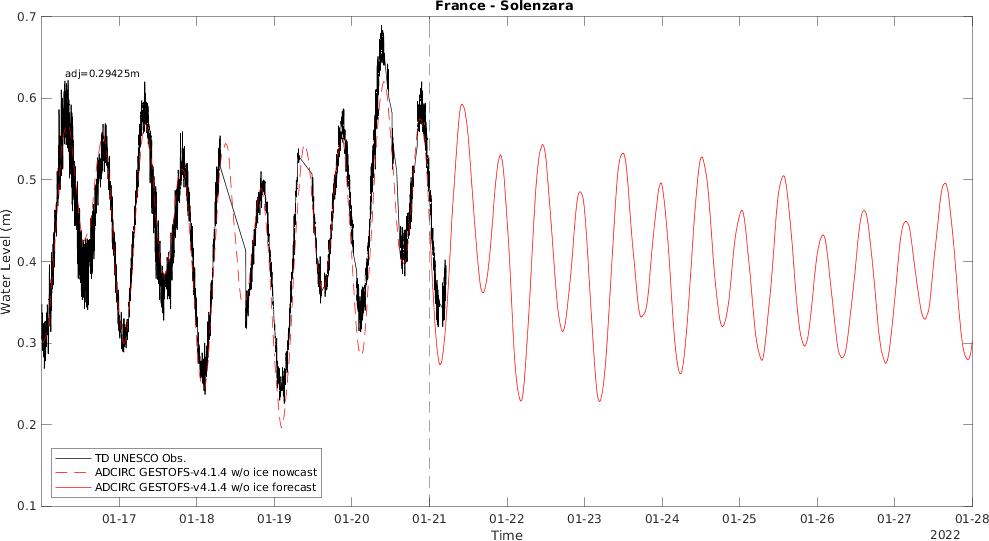 France - Solenzara
0.7
0.6
0.5
0.4
0.3
0.2
0.1
Water Level (m)
adj=0.29425m
TD UNESCO Obs.
ADCIRC GESTOFS-v4.1.4 w/o ice nowcast
ADCIRC GESTOFS-v4.1.4 w/o ice forecast
01-17 01-18 01-19 01-20 01-21 01-22 01-23 01-24 01-25 01-26 01-27 01-28
Time
2022